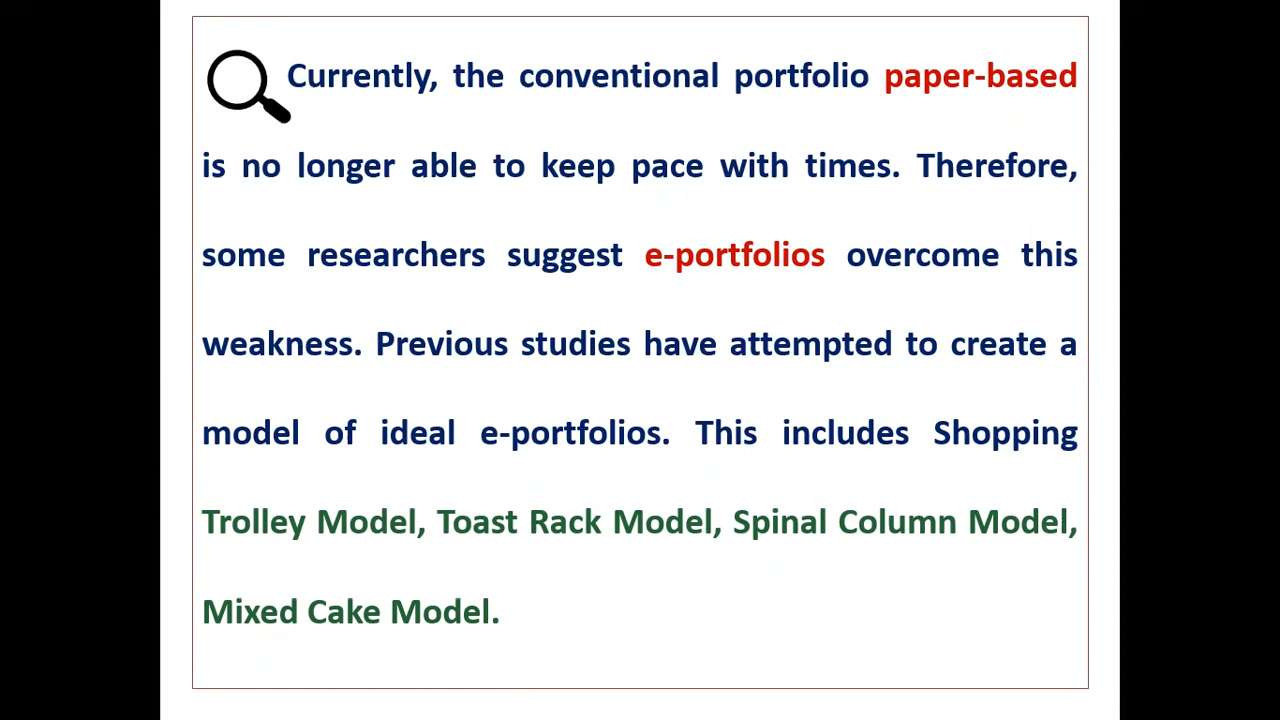 Currently, the conventional portfolio paper-based
is no longer able to keep pace with times. Therefore,
some researchers suggest e-portfolios overcome this
weakness. Previous studies have attempted to create a
model of ideal e-portfolios. This includes Shopping
Trolley Model, Toast Rack Model, Spinal Column Model,
Mixed Cake Model.